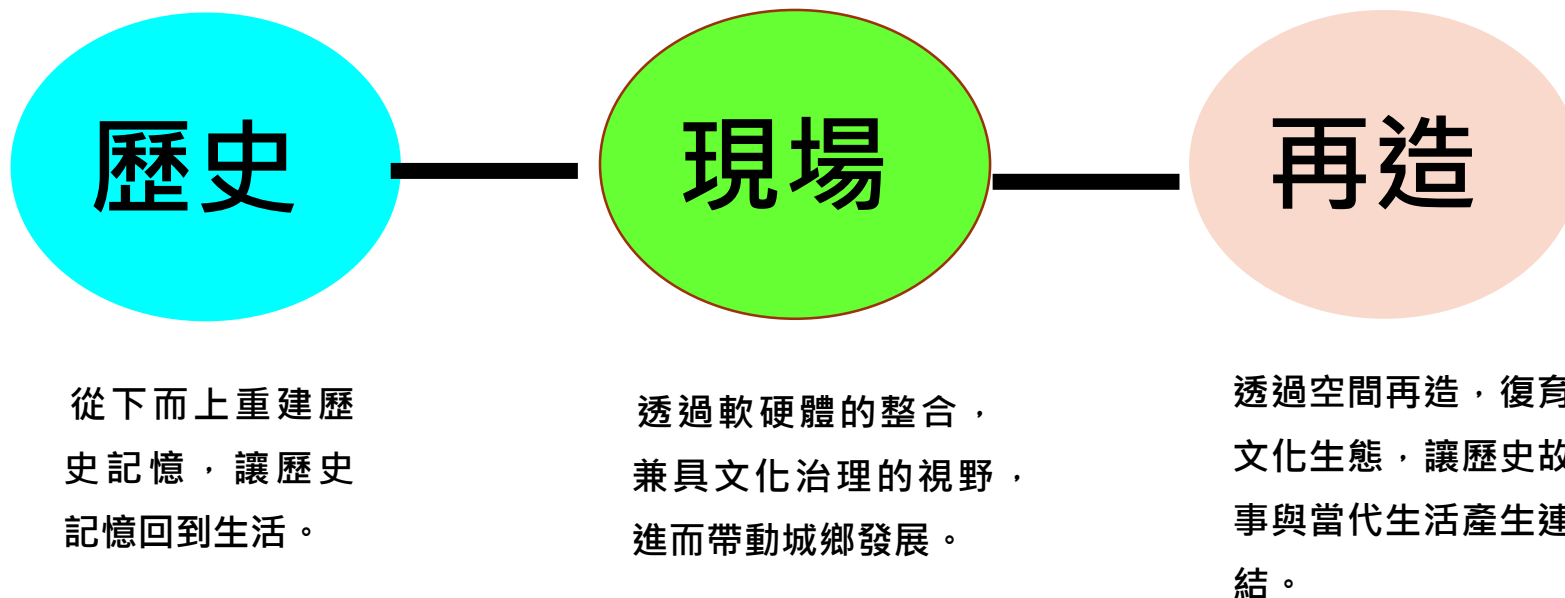 歷史
現場
再造
從下而上重建歷
史記憶，讓歷史
記憶回到生活。
透過軟硬體的整合，
兼具文化治理的視野，
進而帶動城鄉發展。
透過空間再造，復育
文化生態，讓歷史故
事與當代生活產生連
結。